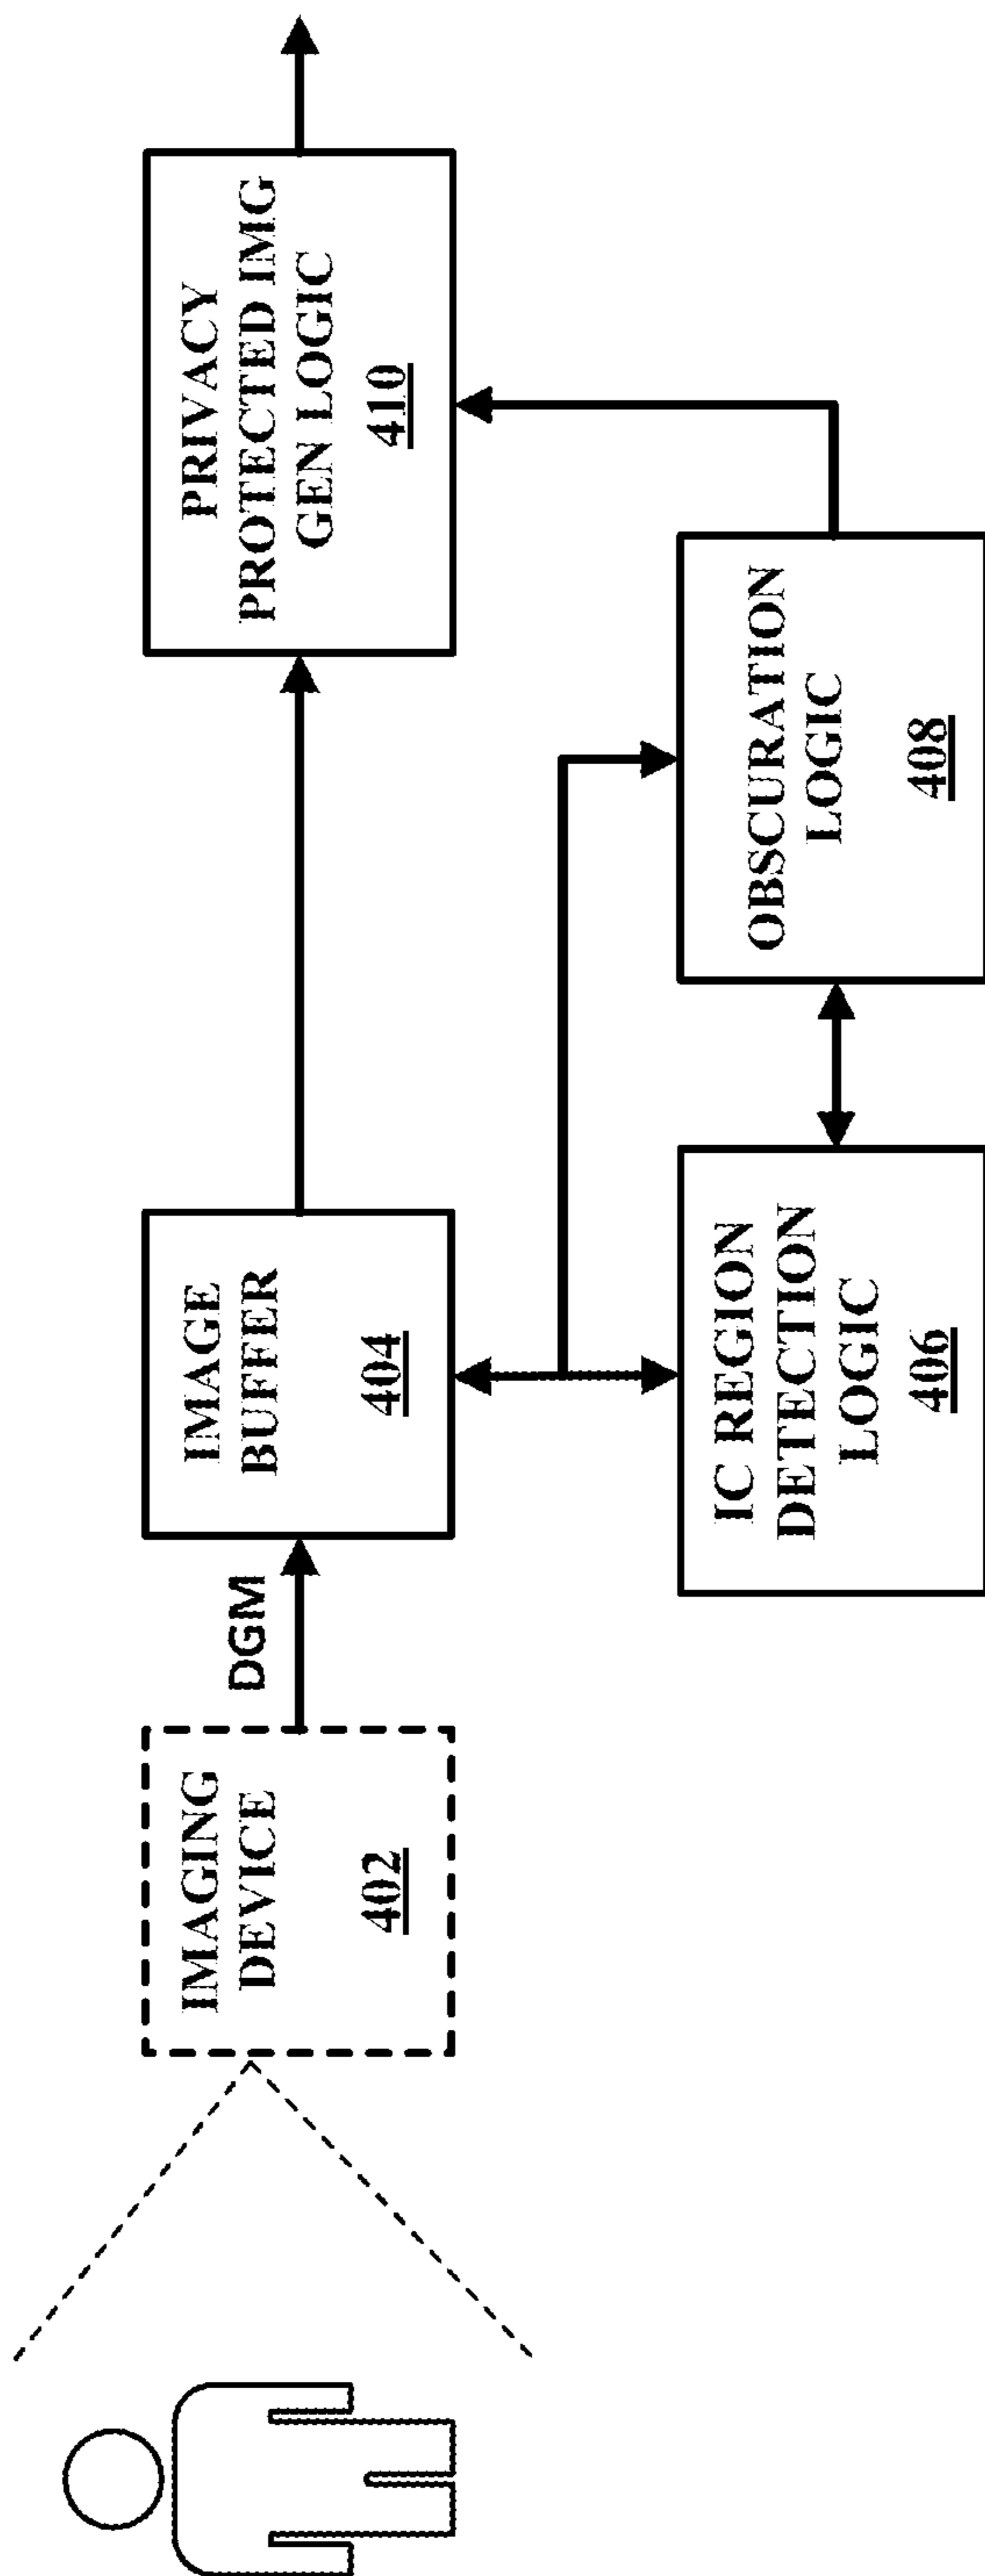 IMAGING
DEVICE
402
DGM
IMAGE
BUFFER
404
PRIVACY
PROTECTED IMG
GEN LOGIC
410
IC REGION
DETECTION
LOGIC
406
OBSCURATION
LOGIC
408